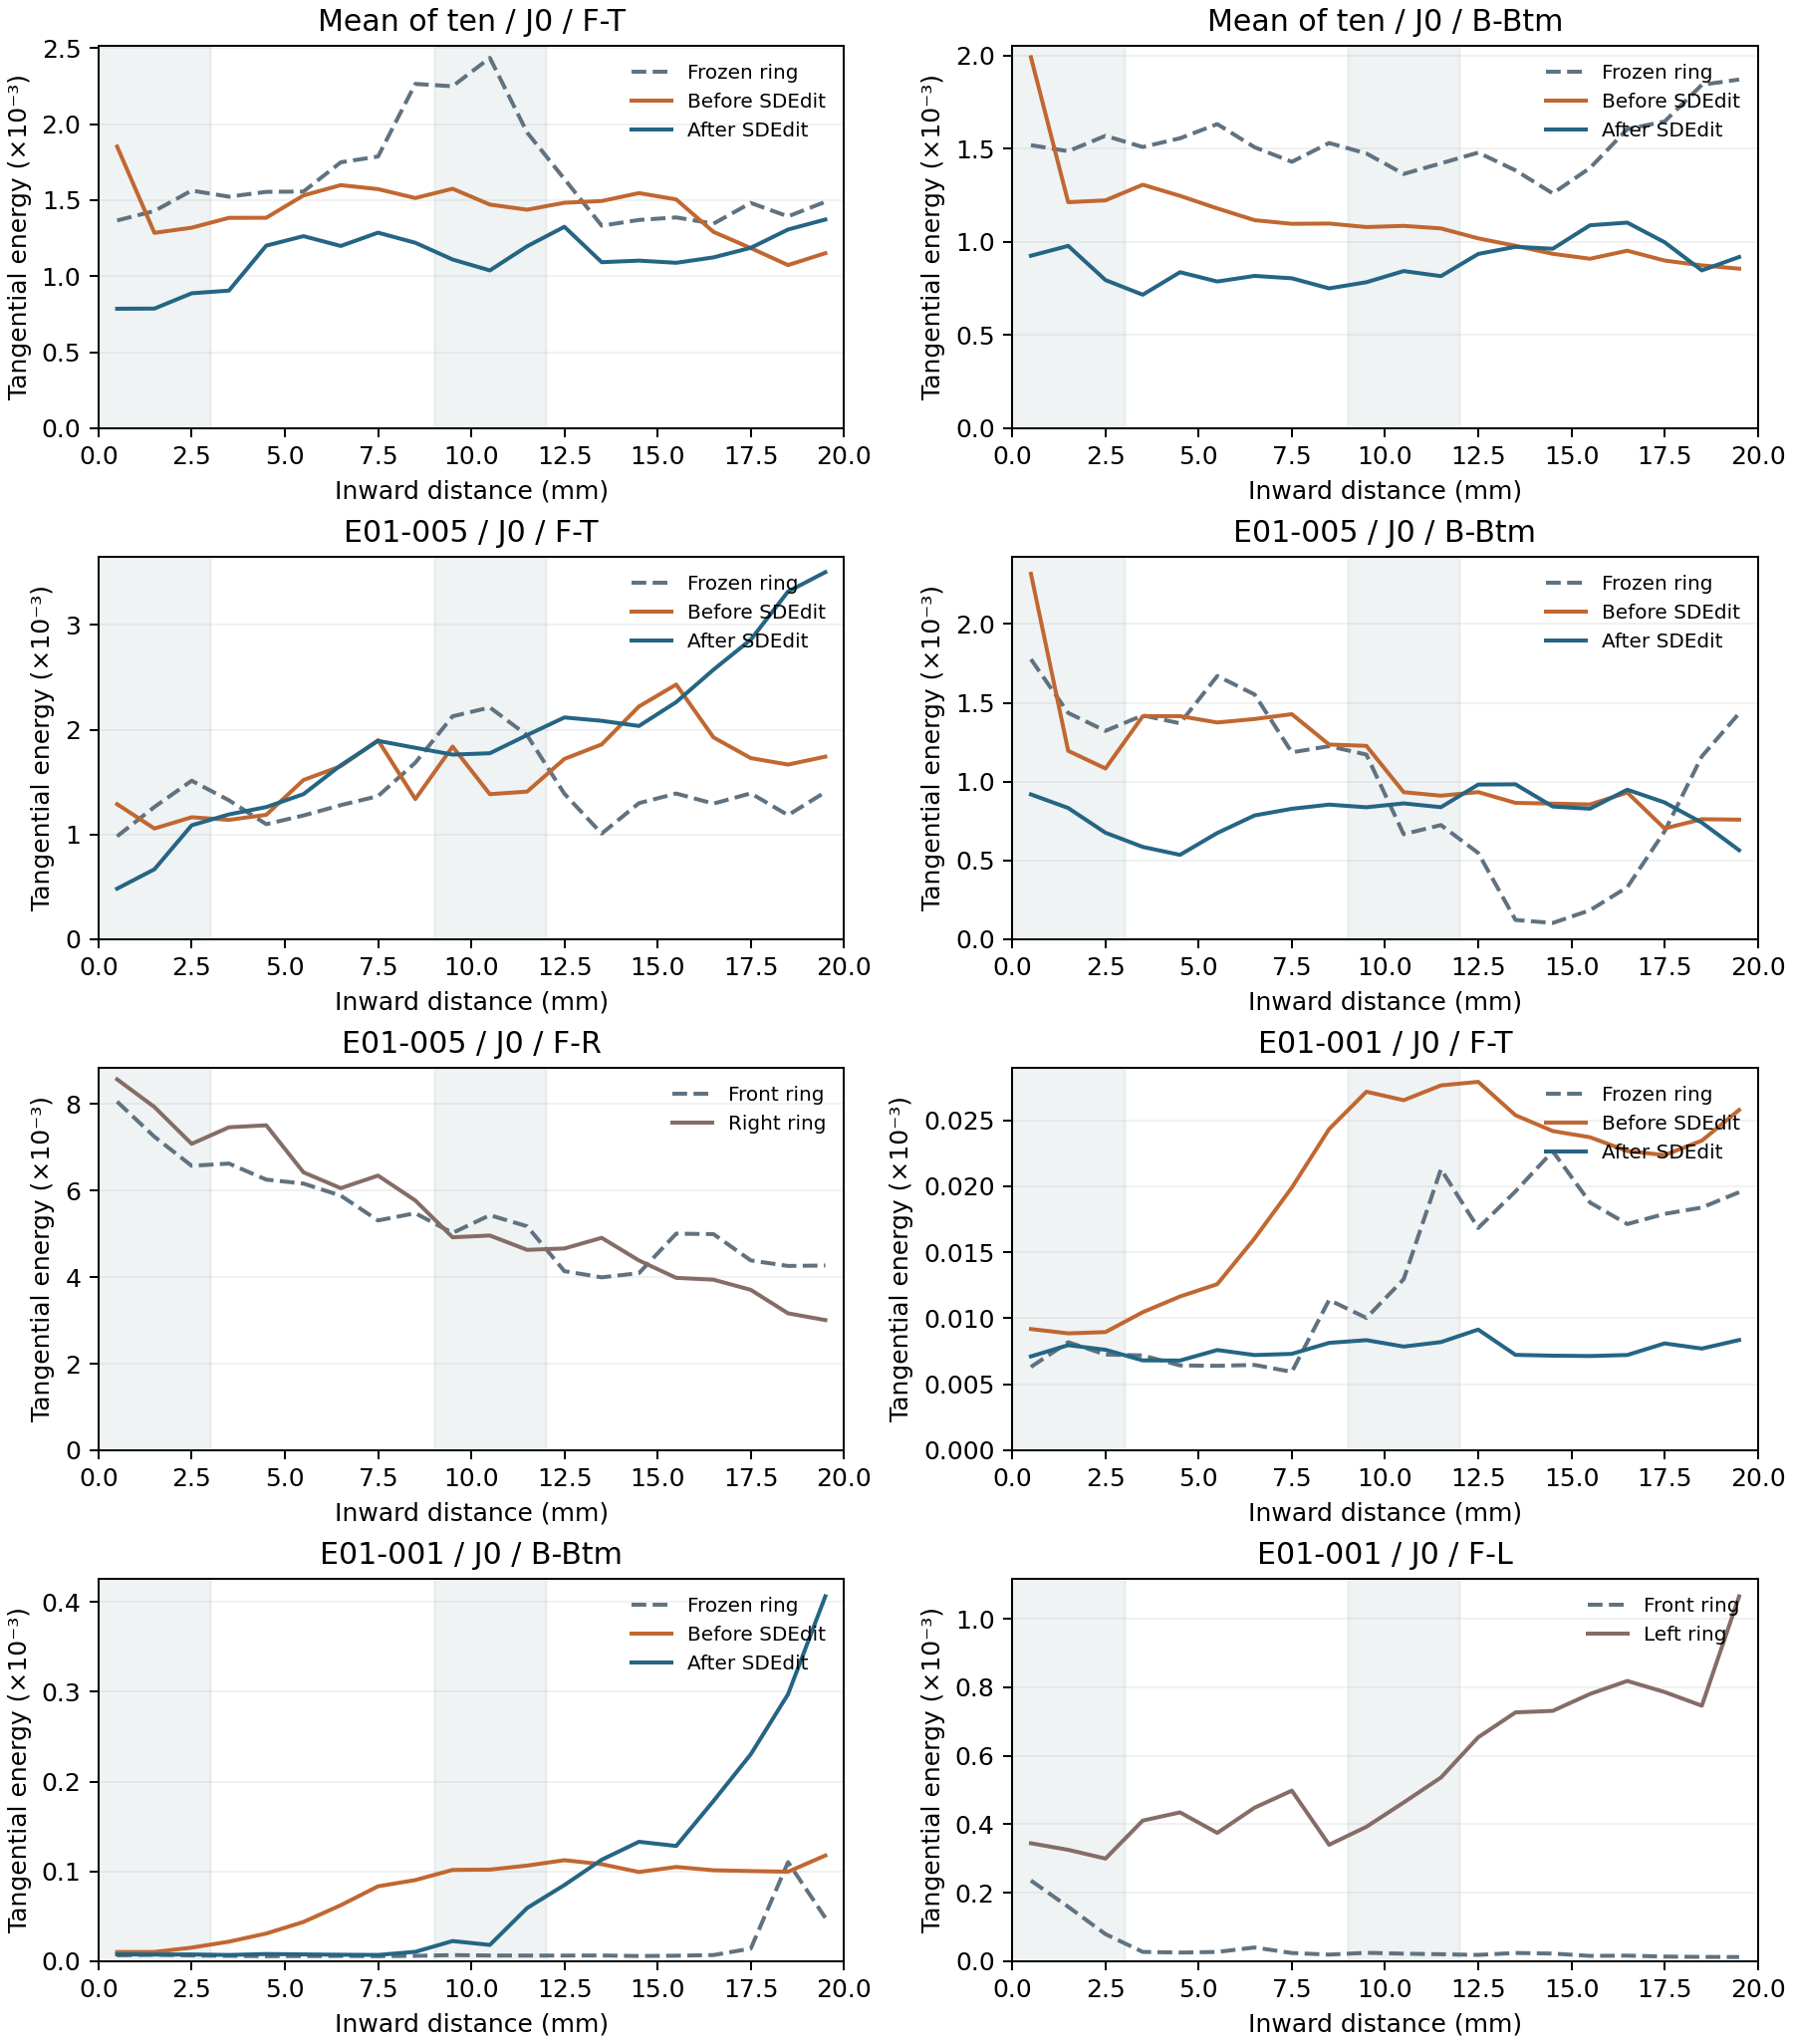 Mean of ten / J0 / F-T
Tangential energy (×10⁻³)
2.5
2.0
1.5
1.0
0.5
0.0
Frozen ring
Before SDEdit
After SDEdit
0.0 2.5 5.0 7.5 10.0 12.5 15.0 17.5 20.0
Inward distance (mm)
Mean of ten / J0 / B-Btm
Tangential energy (×10⁻³)
2.0
1.5
1.0
0.5
0.0
Frozen ring
Before SDEdit
After SDEdit
0.0 2.5 5.0 7.5 10.0 12.5 15.0 17.5 20.0
Inward distance (mm)
E01-005 / J0 / F-T
Tangential energy (×10⁻³)
3
2
1
0
Frozen ring
Before SDEdit
After SDEdit
0.0 2.5 5.0 7.5 10.0 12.5 15.0 17.5 20.0
Inward distance (mm)
E01-005 / J0 / B-Btm
Tangential energy (×10⁻³)
2.0
1.5
1.0
0.5
0.0
Frozen ring
Before SDEdit
After SDEdit
0.0 2.5 5.0 7.5 10.0 12.5 15.0 17.5 20.0
Inward distance (mm)
E01-005 / J0 / F-R
Tangential energy (×10⁻³)
8
6
4
2
0
Front ring
Right ring
0.0 2.5 5.0 7.5 10.0 12.5 15.0 17.5 20.0
Inward distance (mm)
E01-001 / J0 / F-T
Tangential energy (×10⁻³)
0.025
0.020
0.015
0.010
0.005
0.000
Frozen ring
Before SDEdit
After SDEdit
0.0 2.5 5.0 7.5 10.0 12.5 15.0 17.5 20.0
Inward distance (mm)
E01-001 / J0 / B-Btm
Tangential energy (×10⁻³)
0.4
0.3
0.2
0.1
0.0
Frozen ring
Before SDEdit
After SDEdit
0.0 2.5 5.0 7.5 10.0 12.5 15.0 17.5 20.0
Inward distance (mm)
E01-001 / J0 / F-L
Tangential energy (×10⁻³)
1.0
0.8
0.6
0.4
0.2
0.0
Front ring
Left ring
0.0 2.5 5.0 7.5 10.0 12.5 15.0 17.5 20.0
Inward distance (mm)